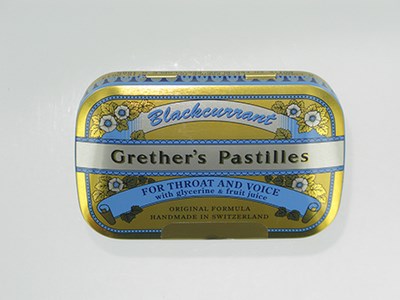 Blackcurrant
Grether's Pastilles
FOR THROAT AND VOICE
with glycerine & fruit juice
ORIGINAL FORMULA
HANDMADE IN SWITZERLAND